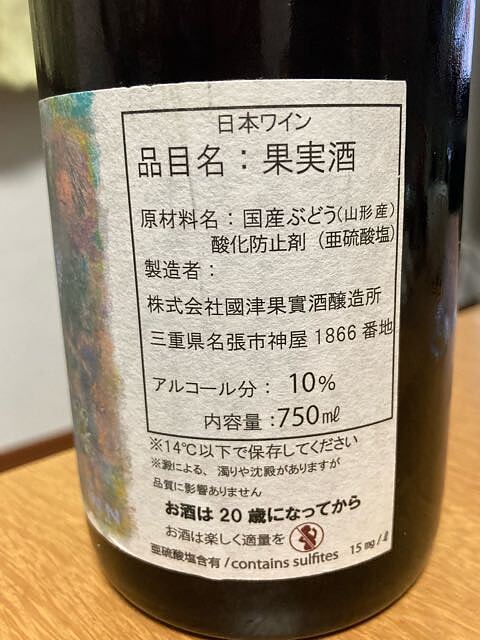 日本ワイン
品目名：果実酒
原材料名：国産ぶどう（山形産）
酸化防止剤（亜硫酸塩）
製造者：
株式会社國津果實酒醸造所
三重県名張市神屋1866番地
アルコール分：10%
内容量：750㎖
※14℃以下で保存してください
※澱による、濁りや沈殿がありますが
品質に影響ありません
お酒は20歳になってから
お酒は楽しく適量を
亜硫酸塩含有/contains sulfites 15mg/ℓ